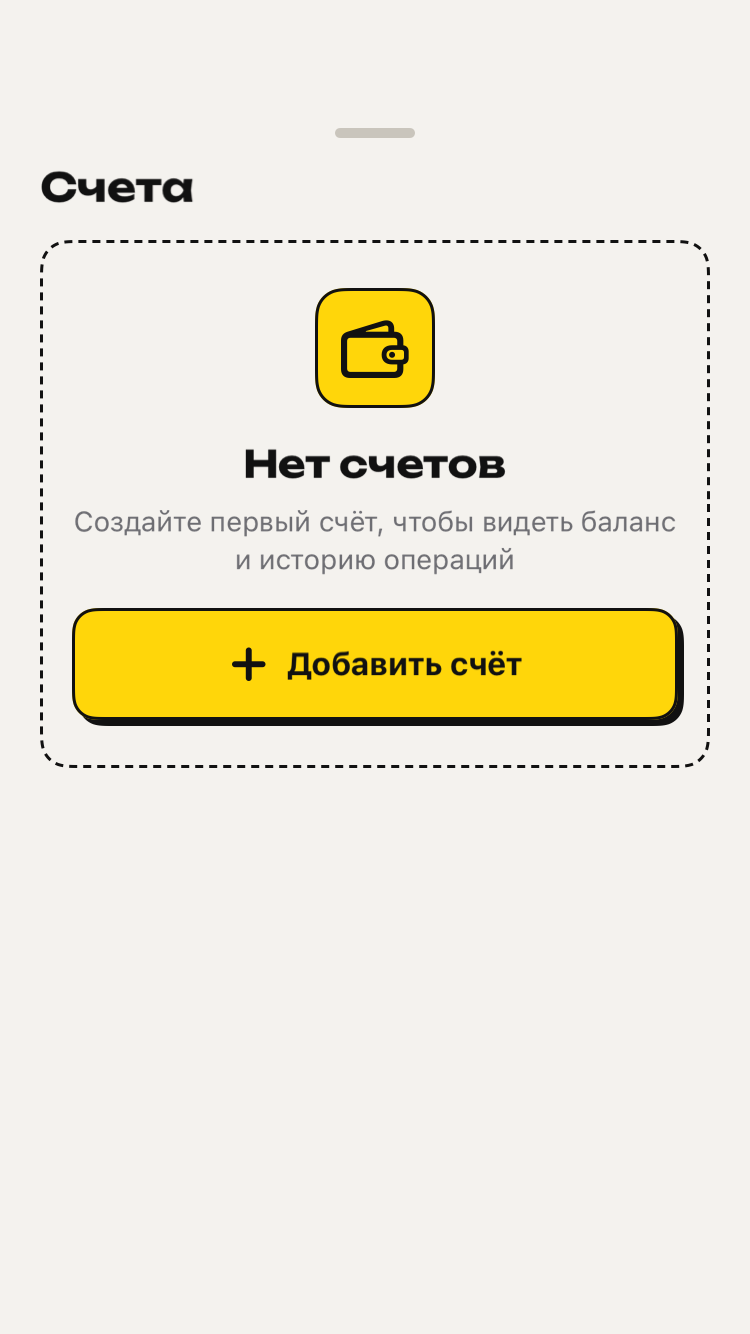 Счета
Нет счетов
Создайте первый счёт, чтобы видеть баланс
и историю операций
Добавить счёт